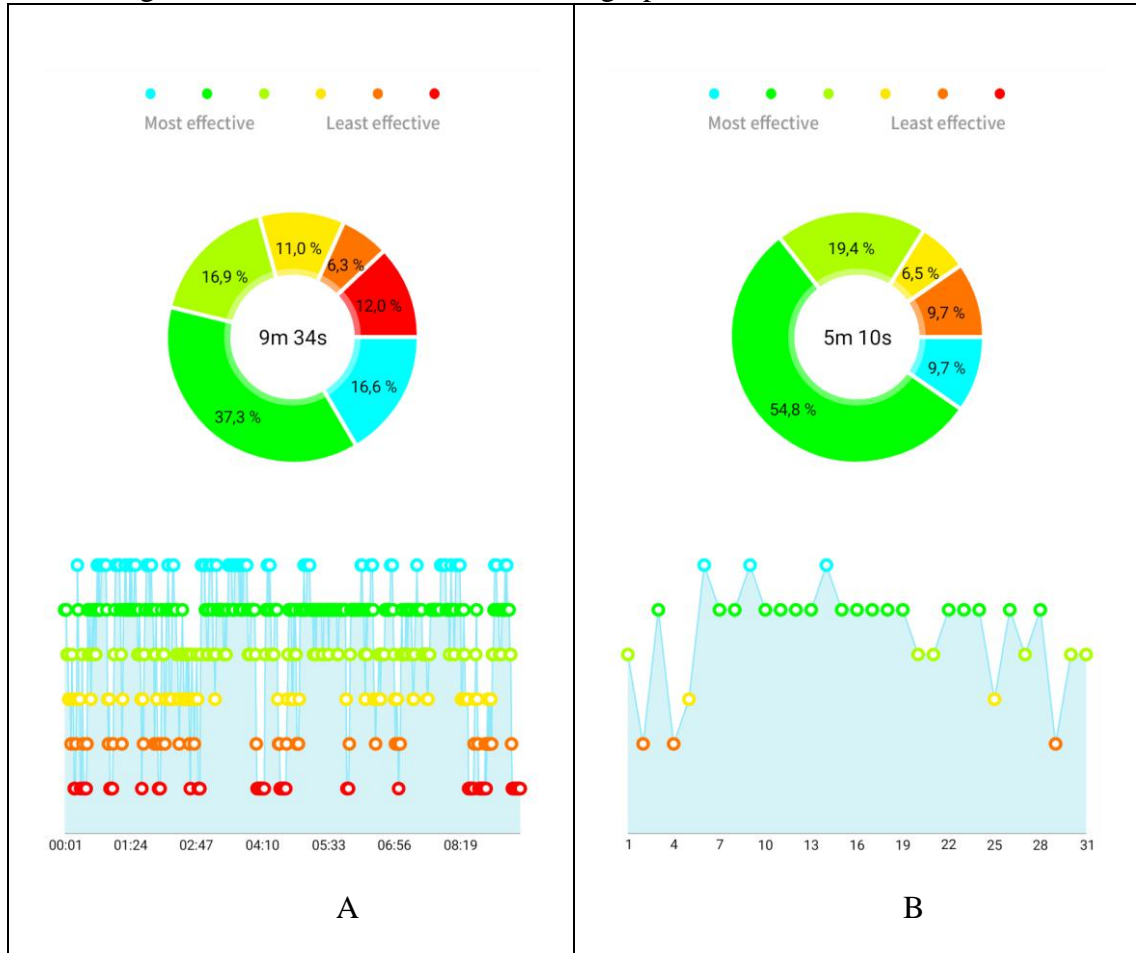 Most effective Least effective
11,0 %
6,3 %
16,9 %
12,0 %
9m 34s
16,6 %
37,3 %
00:01 01:24 02:47 04:10 05:33 06:56 08:19
A
Most effective Least effective
19,4 %
6,5 %
9,7 %
5m 10s
9,7 %
54,8 %
1 4 7 10 13 16 19 22 25 28 31
B